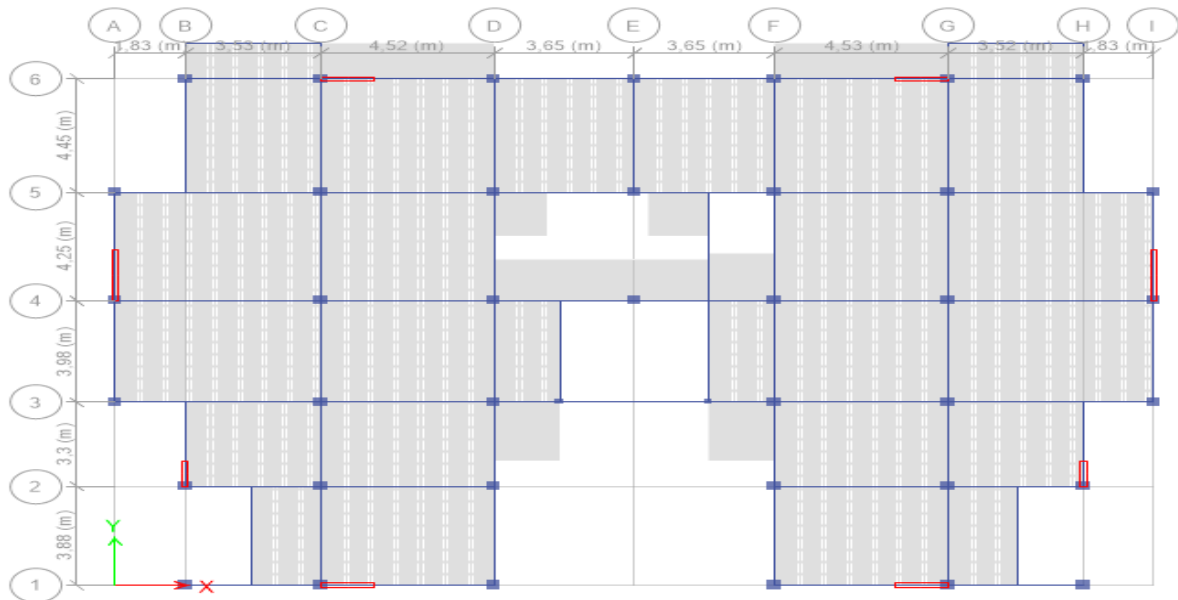 A B C D E F G H I
1,83 (m) 3,53 (m) 4,52 (m) 3,65 (m) 3,65 (m) 4,53 (m) 3,52 (m) 1,83 (m)
6
4,45 (m)
5
4,25 (m)
4
3,98 (m)
3
3,3 (m)
2
3,88 (m)
Y
1
X